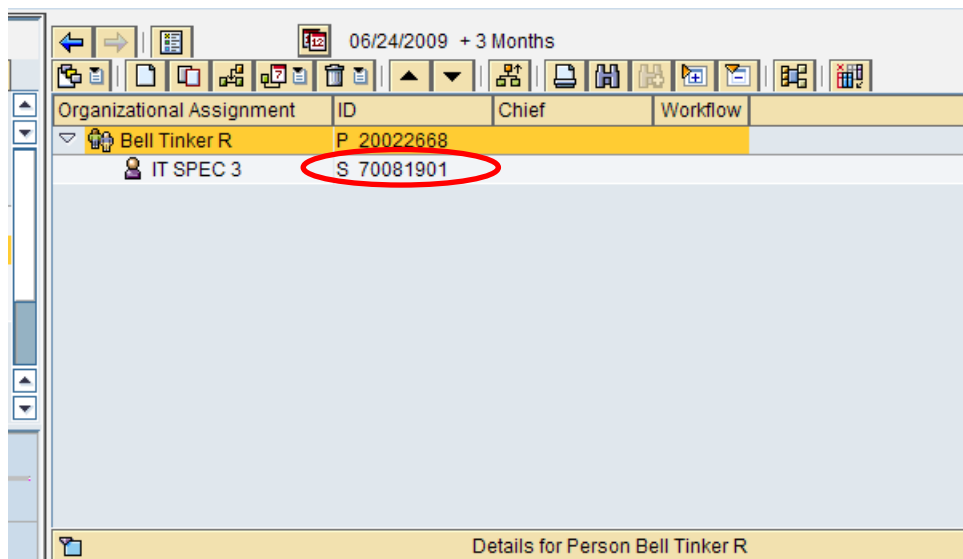 06/24/2009 + 3 Months
Organizational Assignment ID Chief Workflow
Bell Tinker R P 20022668
IT SPEC 3 S 70081901
Details for Person Bell Tinker R